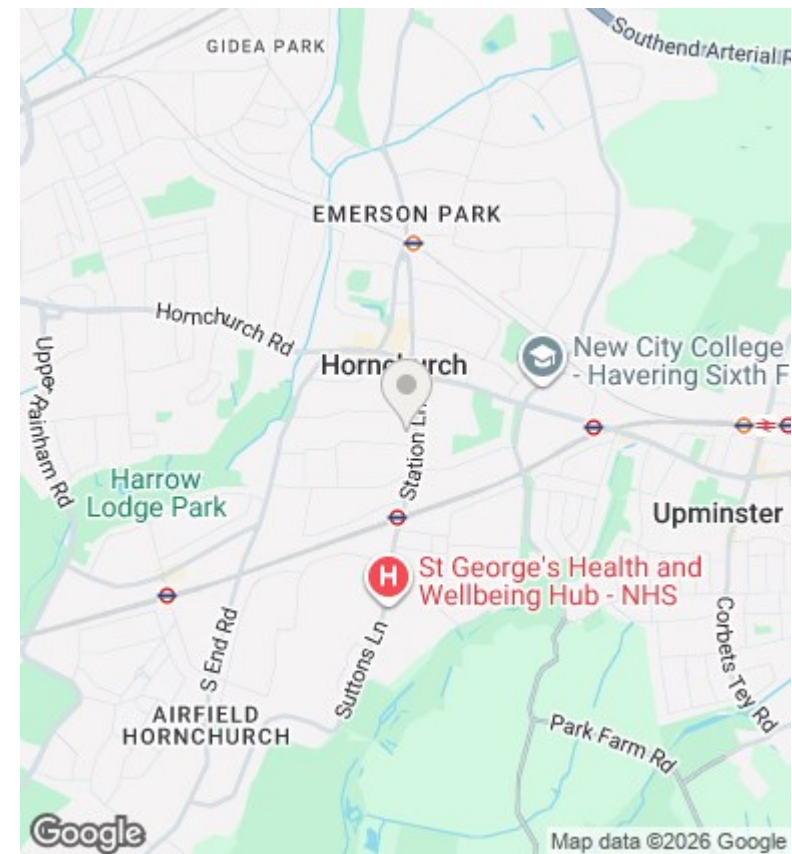 GIDEA PARK
Southend Arterial R
EMERSON PARK
Hornchurch Rd
Upper Rainham Rd
Hornchurch
New City College
- Havering Sixth F
Station Ln
Harrow
Lodge Park
Upminster
St George's Health and
Wellbeing Hub - NHS
H
S End Rd
Suttons Ln
Corbets Tey Rd
AIRFIELD
HORNCHURCH
Park Farm Rd
Google
Map data ©2026 Google